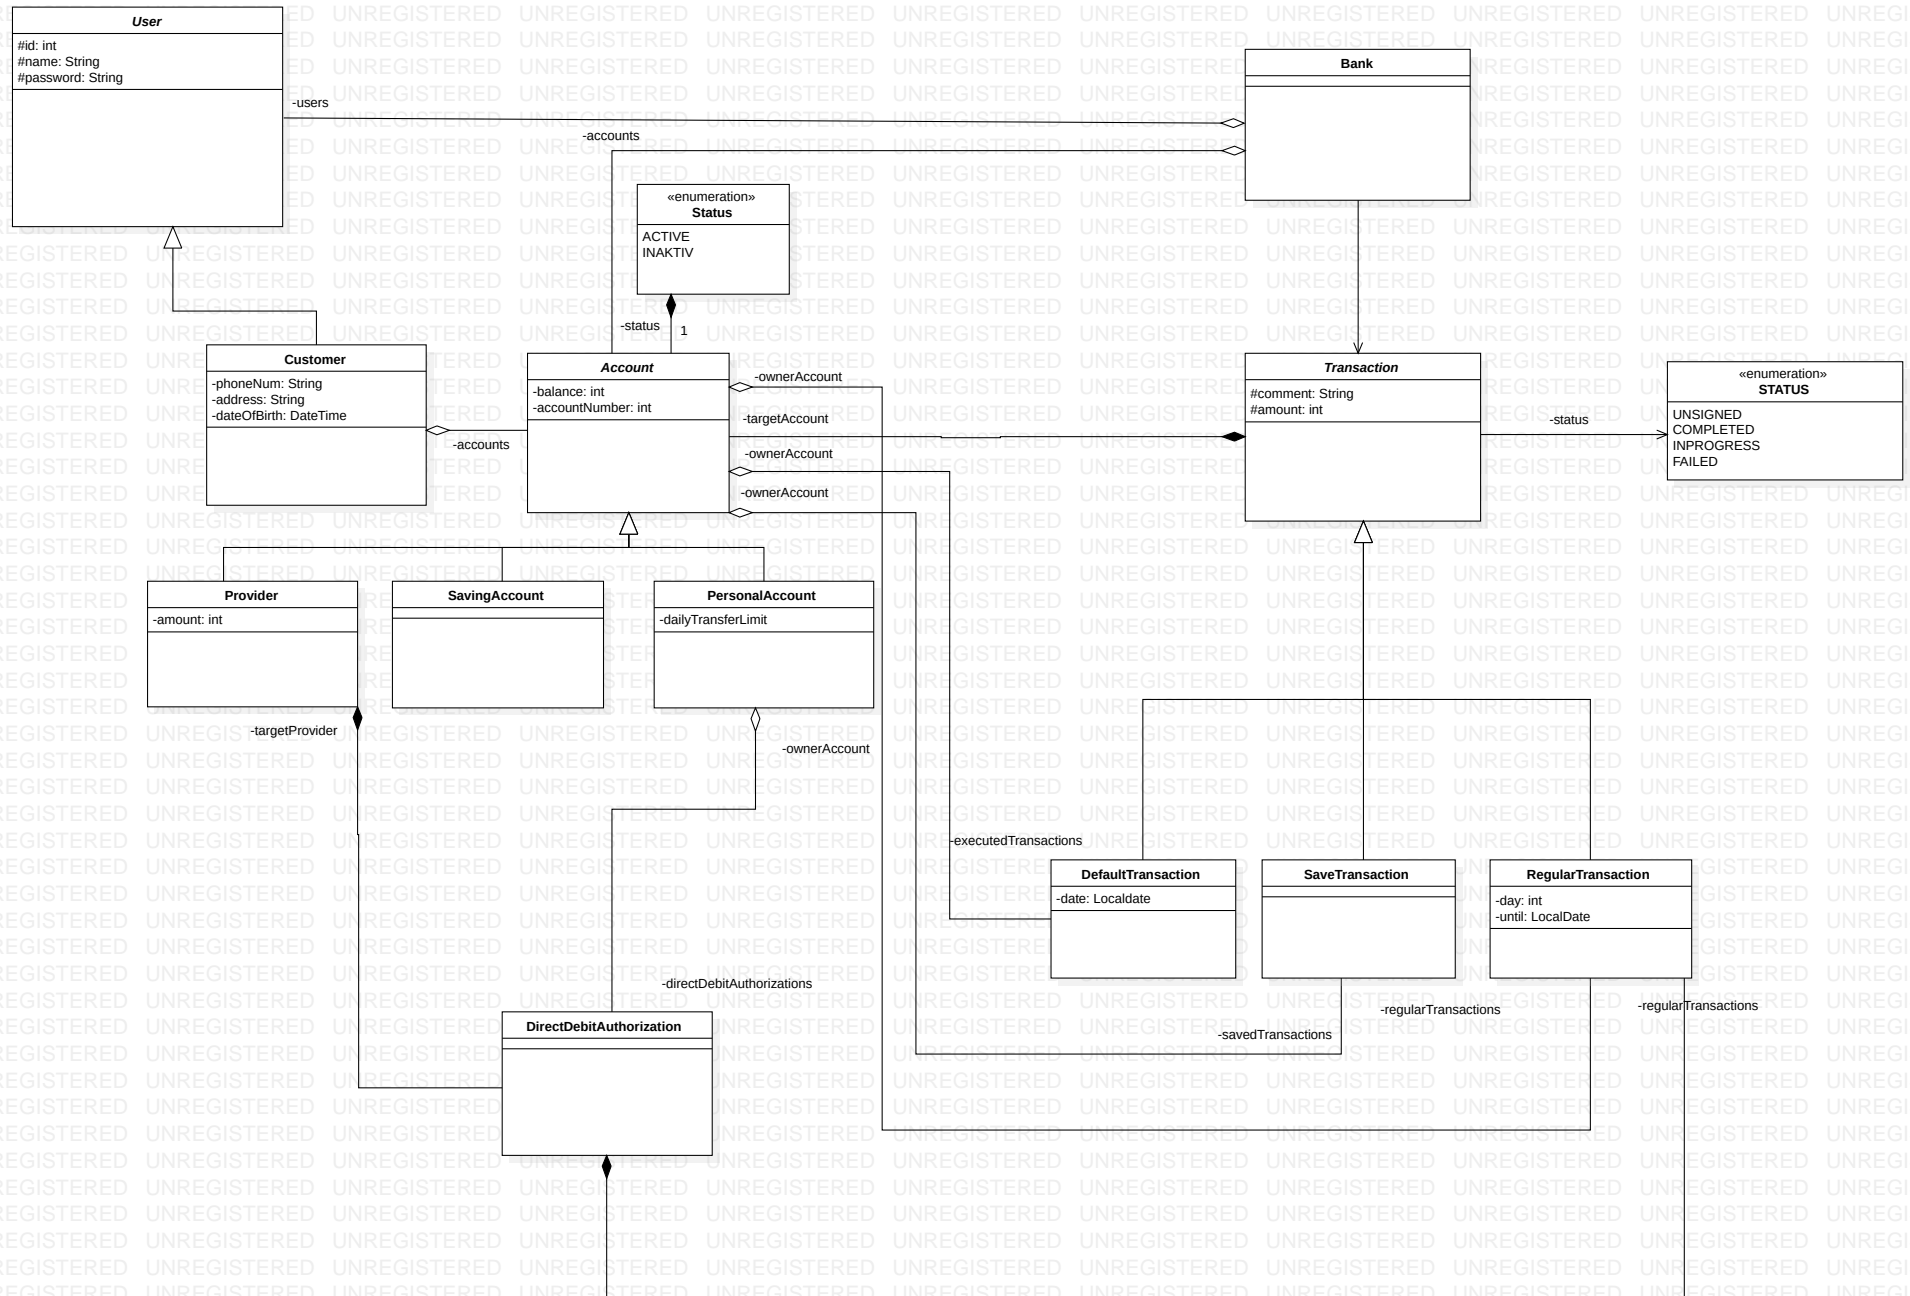 User
#id: int
#name: String
#password: String
-users
Bank
-accounts
«enumeration»
Status
ACTIVE
INAKTIV
-status
1
Customer
-phoneNum: String
-address: String
-dateOfBirth: DateTime
-accounts
Account
-balance: int
-accountNumber: int
-ownerAccount
-targetAccount
-ownerAccount
-ownerAccount
Transaction
#comment: String
#amount: int
-status
«enumeration»
STATUS
UNSIGNED
COMPLETED
INPROGRESS
FAILED
Provider
-amount: int
SavingAccount
PersonalAccount
-dailyTransferLimit
-targetProvider
-ownerAccount
-executedTransactions
DefaultTransaction
-date: Localdate
SaveTransaction
RegularTransaction
-day: int
-until: LocalDate
-directDebitAuthorizations
-regularTransactions
-regularTransactions
-savedTransactions
DirectDebitAuthorization
UNREGISTERED